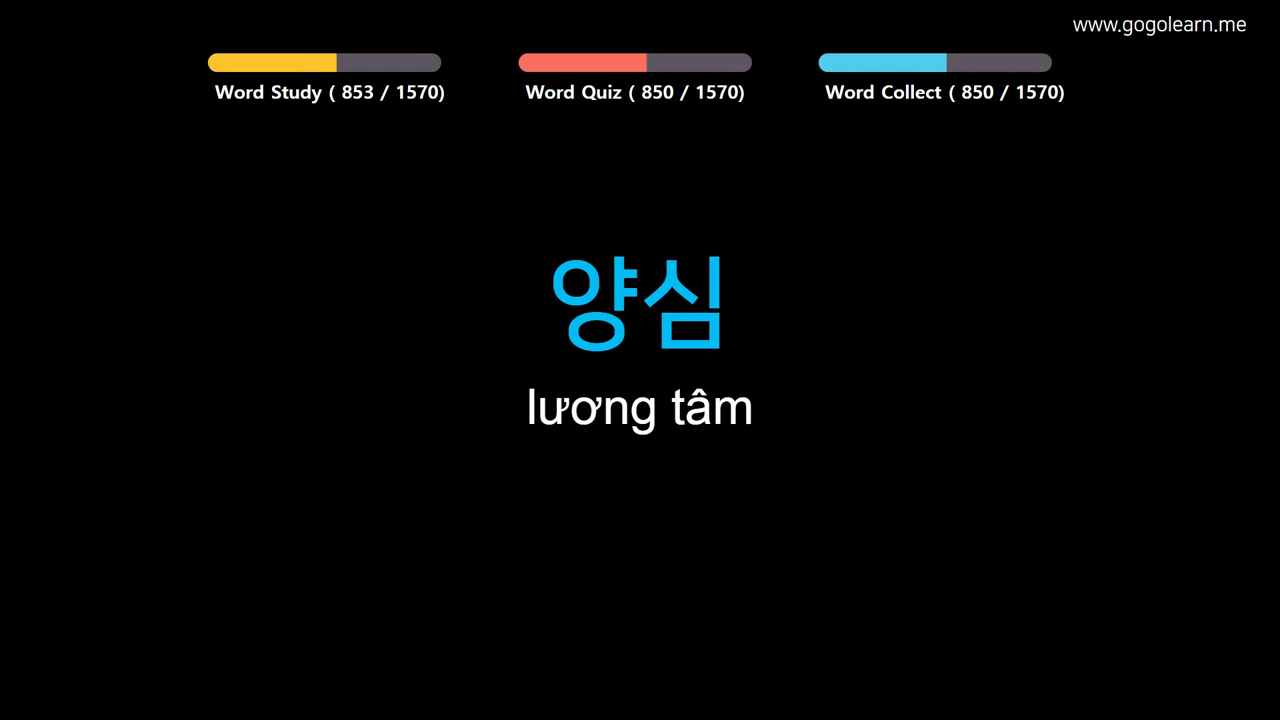 www.gogolearn.me
Word Study ( 853 / 1570)
Word Quiz ( 850 / 1570)
Word Collect ( 850 / 1570)
양심
lương tâm